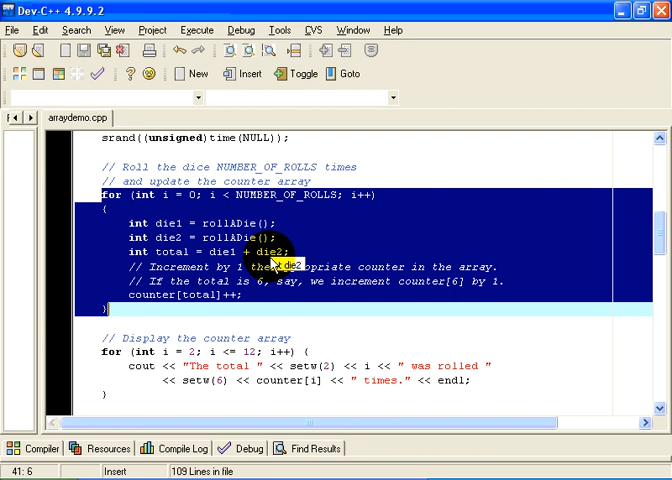 Dev-C++ 4.9.9.2
File Edit Search View Project Execute Debug Tools CVS Window Help
New Insert Toggle Goto
arraydemo.cpp
srand((unsigned)time(NULL));
// Roll the dice NUMBER_OF_ROLLS times
// and update the counter array
for (int i = 0; i < NUMBER_OF_ROLLS; i++)
{
int die1 = rollADie();
int die2 = rollADie();
int total = die1 + die2;
// Increment by 1 the opriate counter in the array.
die2
// If the total is 6, say, we increment counter[6] by 1.
counter[total]++;
}
// Display the counter array
for (int i = 2; i <= 12; i++) {
cout << "The total " << setw(2) << i << " was rolled "
<< setw(6) << counter[i] << " times." << endl;
}
Compiler Resources Compile Log Debug Find Results
41: 6 Insert 109 Lines in file